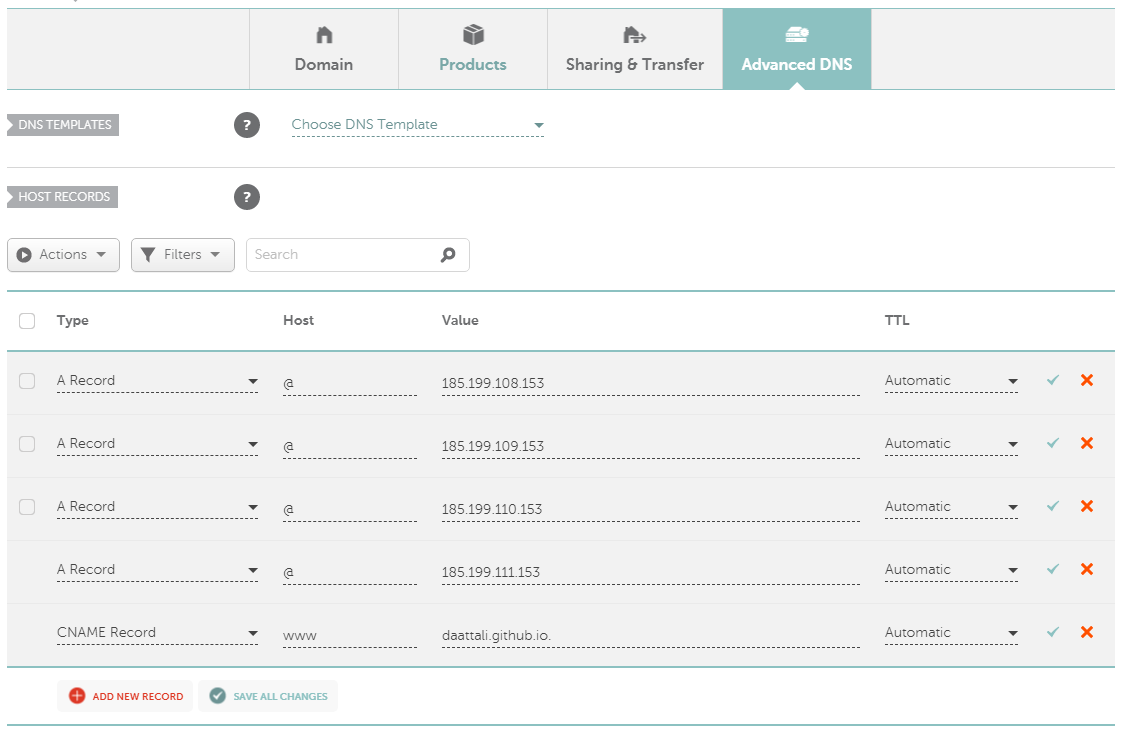 Domain Products Sharing & Transfer Advanced DNS
DNS TEMPLATES ? Choose DNS Template
HOST RECORDS ?
Actions Filters Search
Type Host Value TTL
A Record @ 185.199.108.153 Automatic
A Record @ 185.199.109.153 Automatic
A Record @ 185.199.110.153 Automatic
A Record @ 185.199.111.153 Automatic
CNAME Record www daattali.github.io. Automatic
ADD NEW RECORD SAVE ALL CHANGES